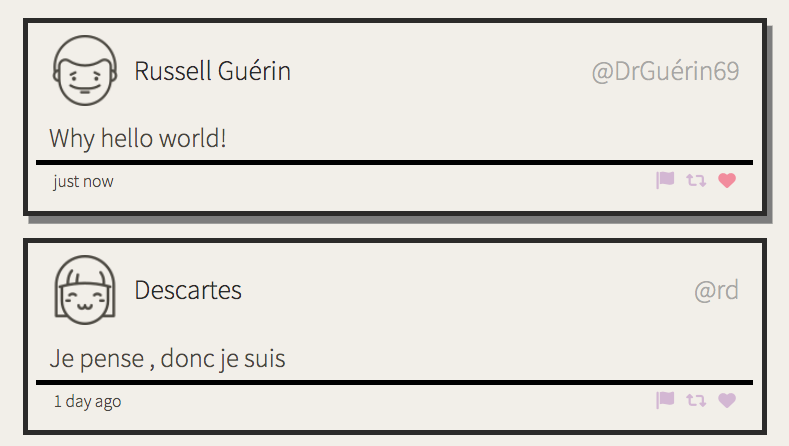 Russell Guérin @DrGuérin69
Why hello world!
just now
Descartes @rd
Je pense , donc je suis
1 day ago